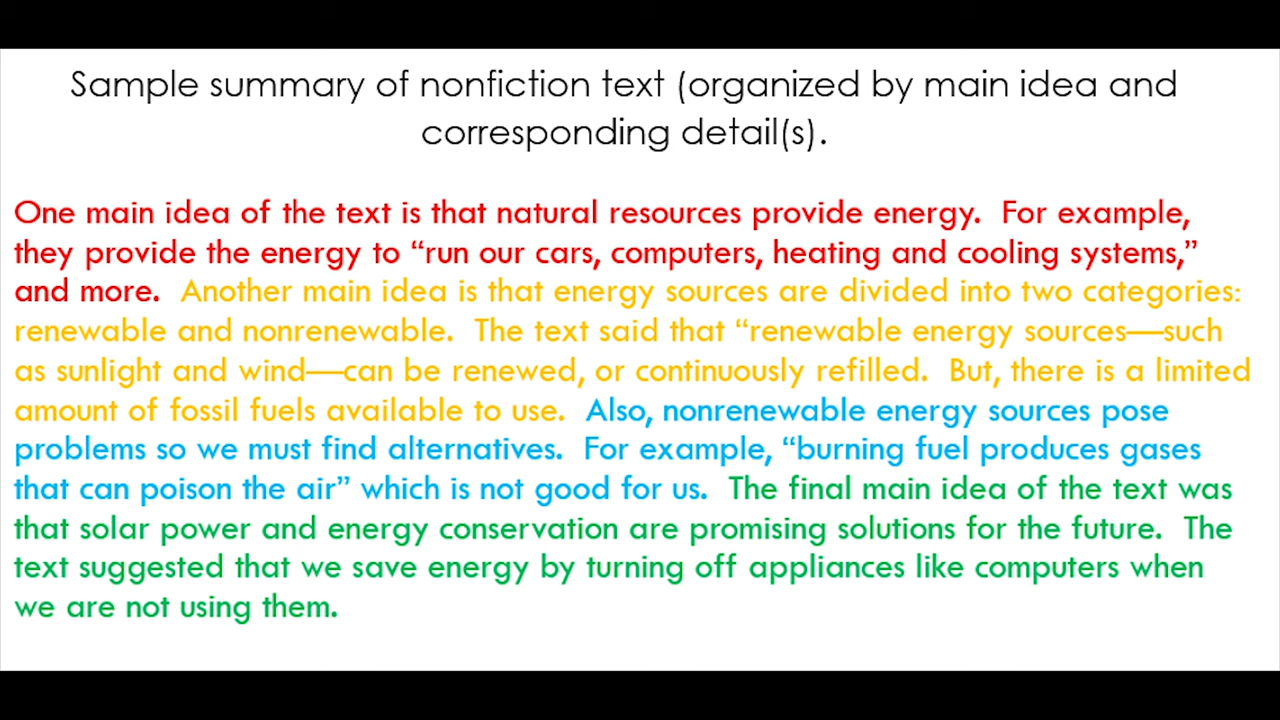 Sample summary of nonfiction text (organized by main idea and
corresponding detail(s).
One main idea of the text is that natural resources provide energy.  For example,
they provide the energy to “run our cars, computers, heating and cooling systems,”
and more.  Another main idea is that energy sources are divided into two categories:
renewable and nonrenewable.  The text said that “renewable energy sources—such
as sunlight and wind—can be renewed, or continuously refilled.  But, there is a limited
amount of fossil fuels available to use.  Also, nonrenewable energy sources pose
problems so we must find alternatives.  For example, “burning fuel produces gases
that can poison the air” which is not good for us.  The final main idea of the text was
that solar power and energy conservation are promising solutions for the future.  The
text suggested that we save energy by turning off appliances like computers when
we are not using them.